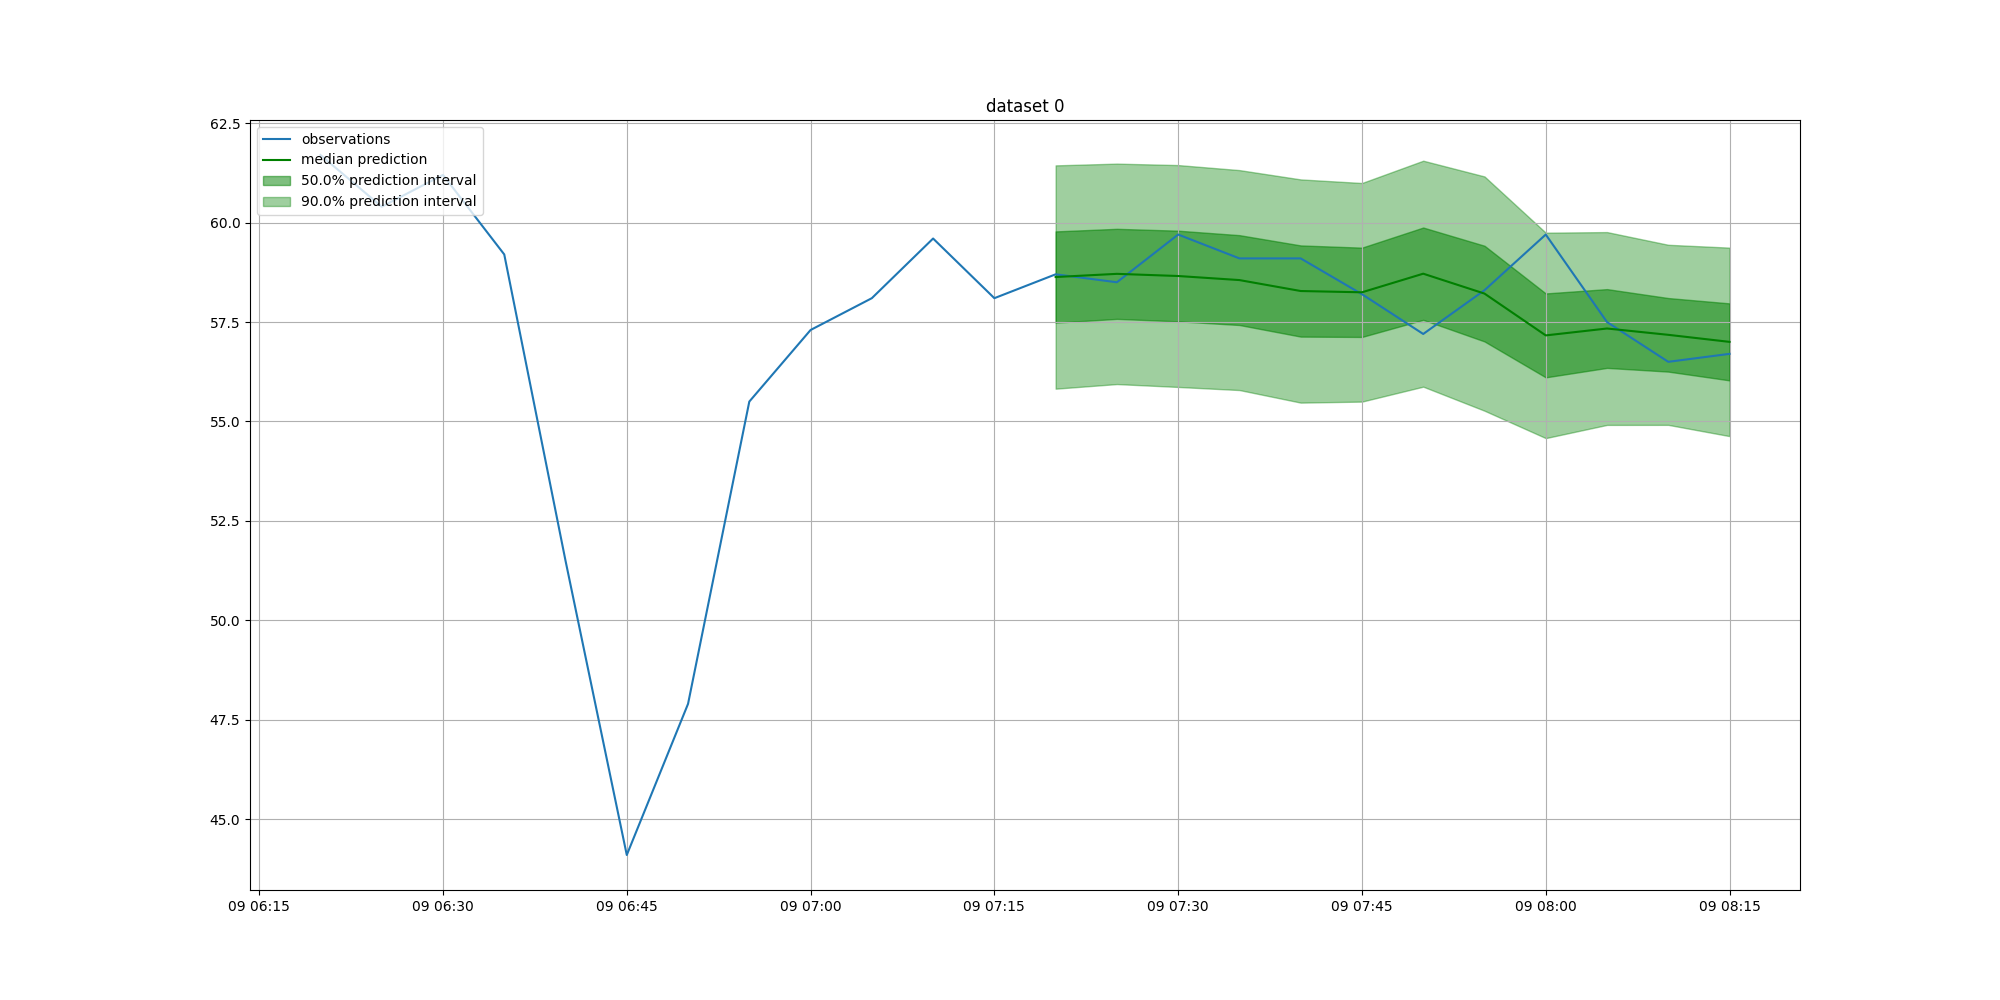 dataset 0
62.5
60.0
57.5
55.0
52.5
50.0
47.5
45.0
observations
median prediction
50.0% prediction interval
90.0% prediction interval
09 06:15 09 06:30 09 06:45 09 07:00 09 07:15 09 07:30 09 07:45 09 08:00 09 08:15